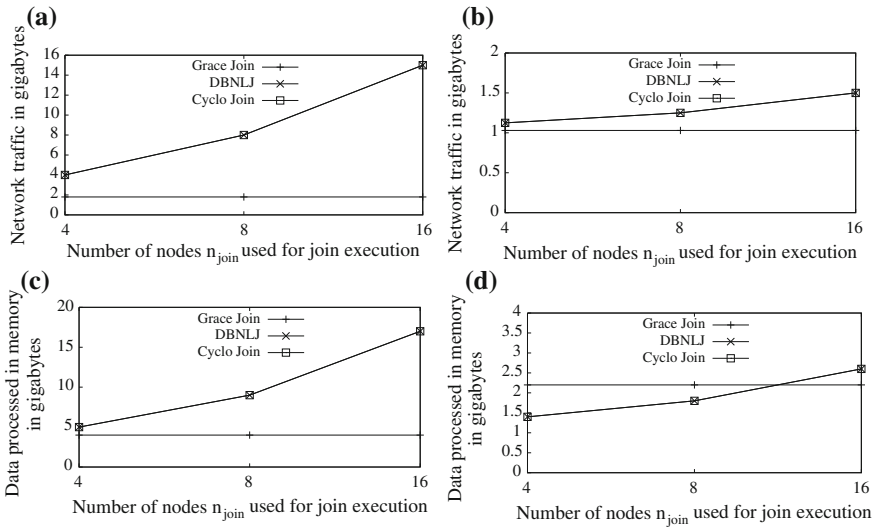 (a)
Network traffic in gigabytes
16
14
12
10
8
6
4
2
0
Grace Join
DBNLJ
Cyclo Join
4
8
16
Number of nodes n_join used for join execution
(b)
Network traffic in gigabytes
2
1.5
1
0.5
0
Grace Join
DBNLJ
Cyclo Join
4
8
16
Number of nodes n_join used for join execution
(c)
Data processed in memory
in gigabytes
20
15
10
5
0
Grace Join
DBNLJ
Cyclo Join
4
8
16
Number of nodes n_join used for join execution
(d)
Data processed in memory
in gigabytes
4
3.5
3
2.5
2
1.5
1
0.5
0
Grace Join
DBNLJ
Cyclo Join
4
8
16
Number of nodes n_join used for join execution